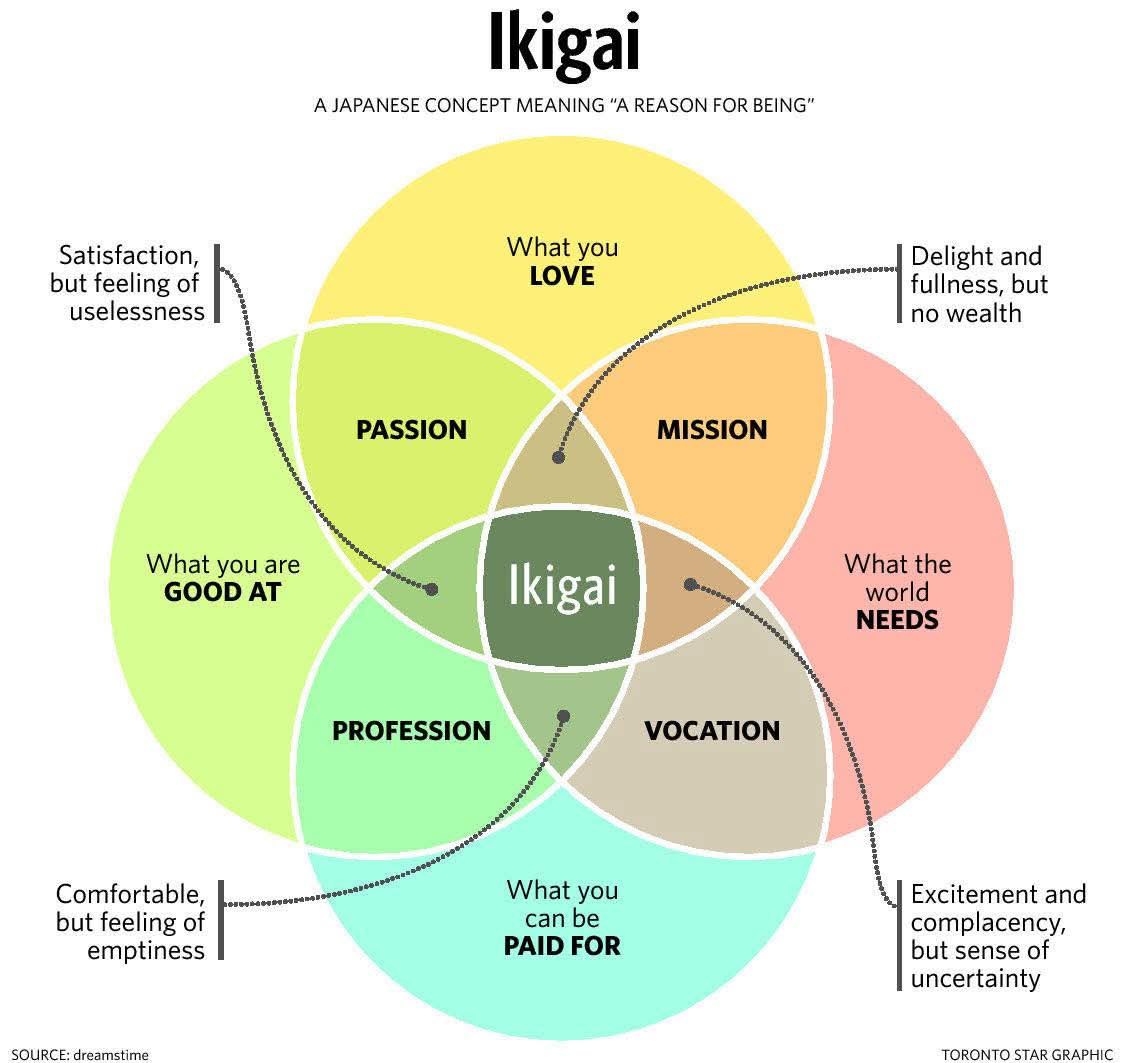 Ikigai
A JAPANESE CONCEPT MEANING “A REASON FOR BEING”
What you
LOVE
Satisfaction,
but feeling of
uselessness
Delight and
fullness, but
no wealth
PASSION
MISSION
What you are
GOOD AT
Ikigai
What the
world
NEEDS
PROFESSION
VOCATION
What you
can be
PAID FOR
Comfortable,
but feeling of
emptiness
Excitement and
complacency,
but sense of
uncertainty
SOURCE: dreamstime
TORONTO STAR GRAPHIC